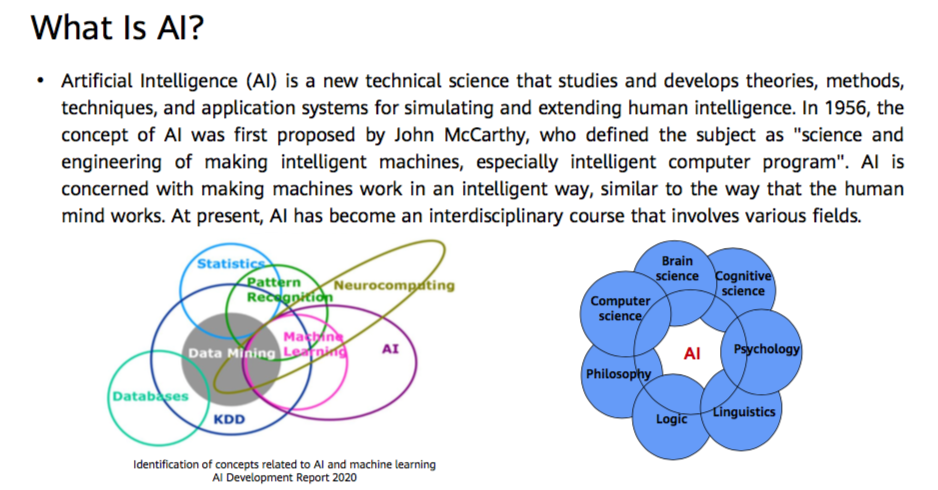 What Is AI?
• Artificial Intelligence (AI) is a new technical science that studies and develops theories, methods,
techniques, and application systems for simulating and extending human intelligence. In 1956, the
concept of AI was first proposed by John McCarthy, who defined the subject as "science and
engineering of making intelligent machines, especially intelligent computer program". AI is
concerned with making machines work in an intelligent way, similar to the way that the human
mind works. At present, AI has become an interdisciplinary course that involves various fields.
Statistics
Pattern
Recognition
Neurocomputing
Machine
Learning
Data Mining
AI
Databases
KDD
Identification of concepts related to AI and machine learning
AI Development Report 2020
Brain
science
Cognitive
science
Computer
science
AI
Psychology
Philosophy
Linguistics
Logic